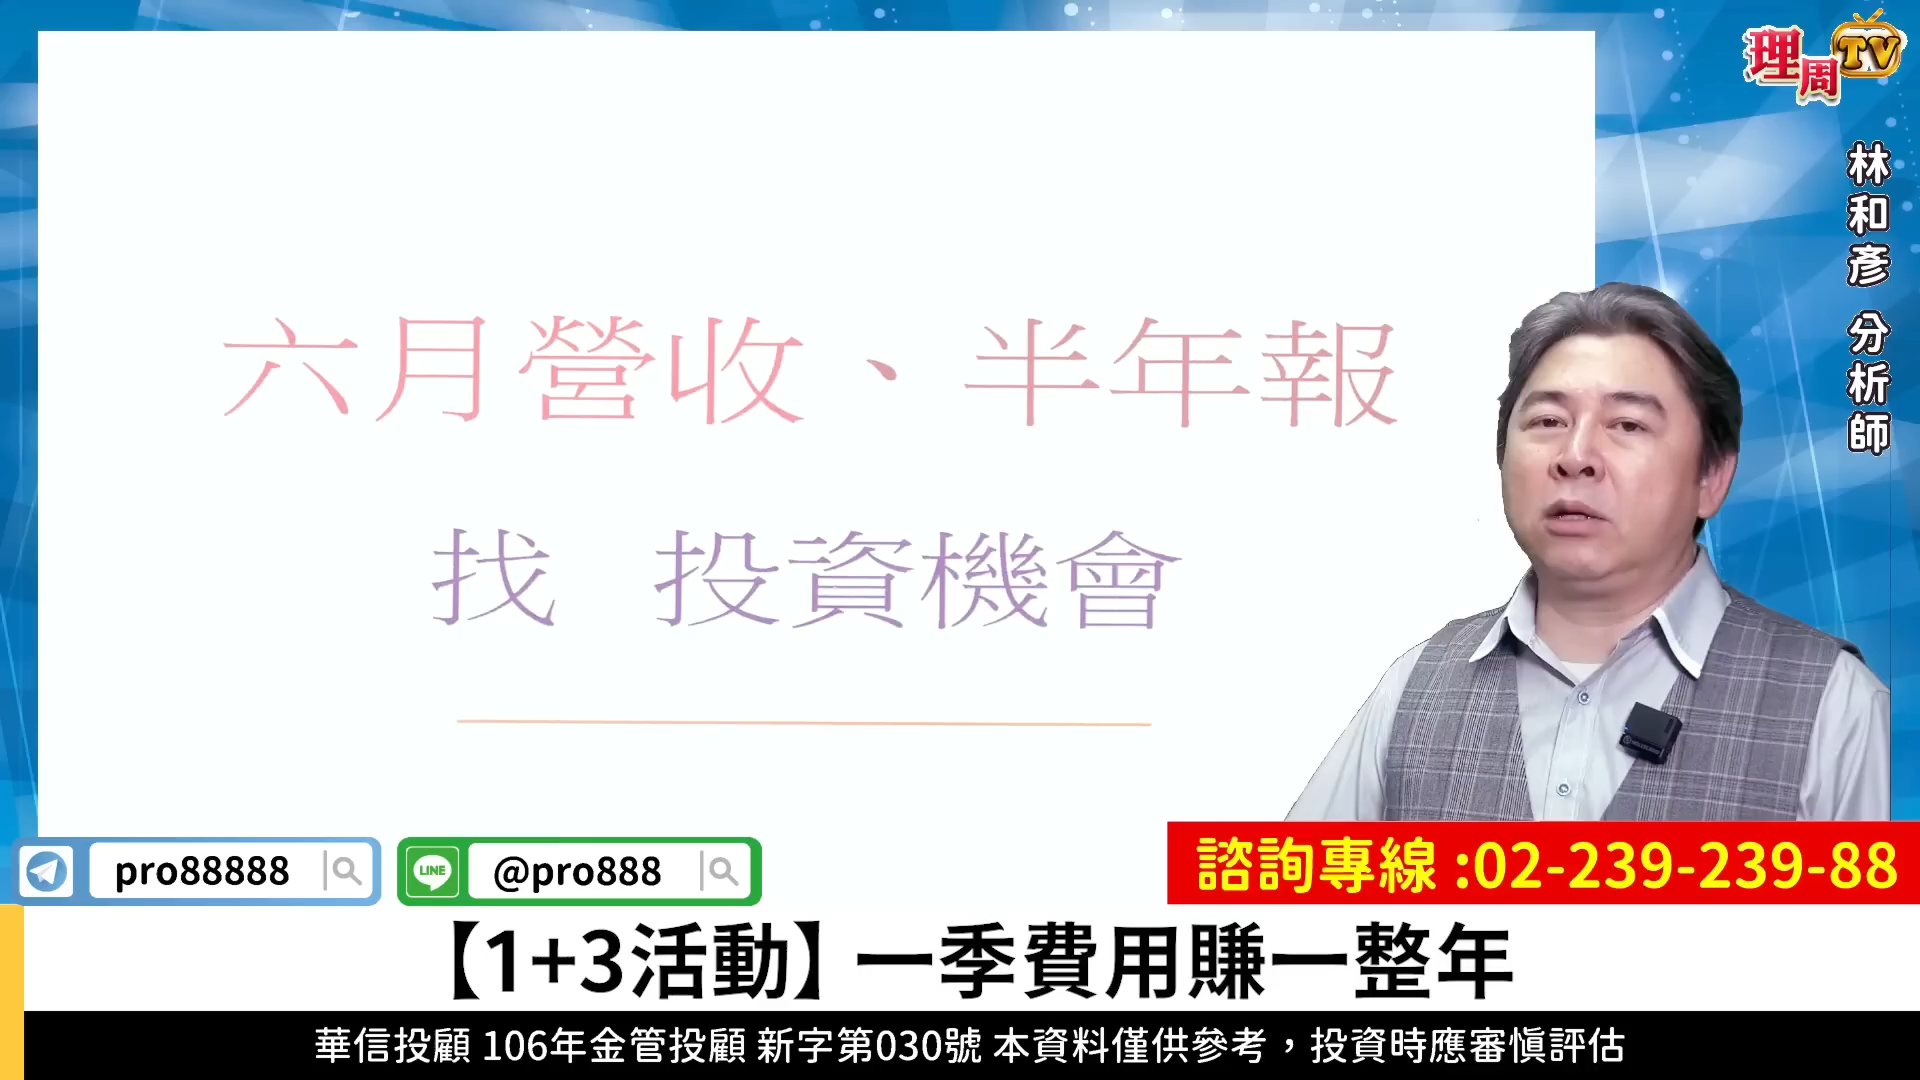 理周TV
林和彥 分析師
六月營收、半年報
找 投資機會
pro88888
LINE
@pro888
諮詢專線:02-239-239-88
【1+3活動】一季費用賺一整年
華信投顧 106年金管投顧 新字第030號 本資料僅供參考，投資時應審慎評估